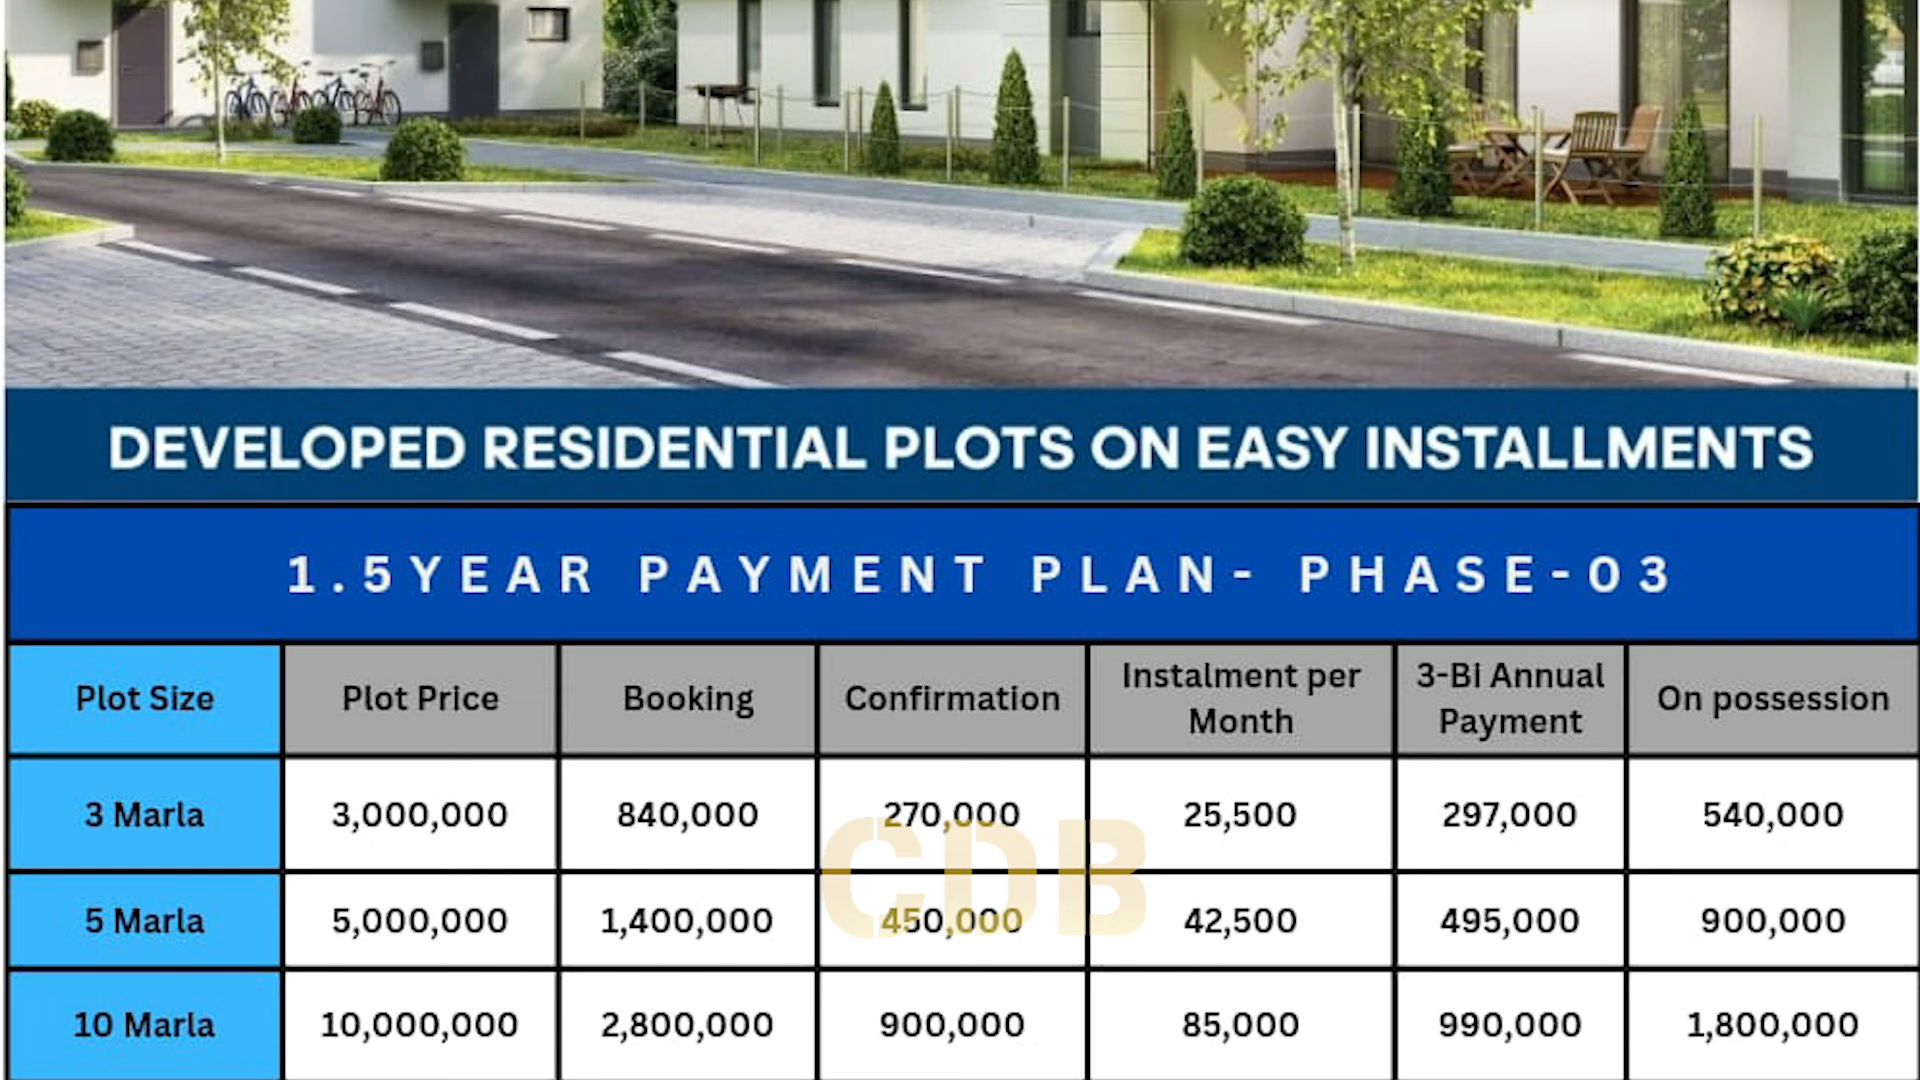 DEVELOPED RESIDENTIAL PLOTS ON EASY INSTALLMENTS
1.5YEAR PAYMENT PLAN- PHASE-03
Plot Size Plot Price Booking Confirmation Instalment per Month 3-Bi Annual Payment On possession
3 Marla 3,000,000 840,000 270,000 25,500 297,000 540,000
5 Marla 5,000,000 1,400,000 450,000 42,500 495,000 900,000
10 Marla 10,000,000 2,800,000 900,000 85,000 990,000 1,800,000
CDB